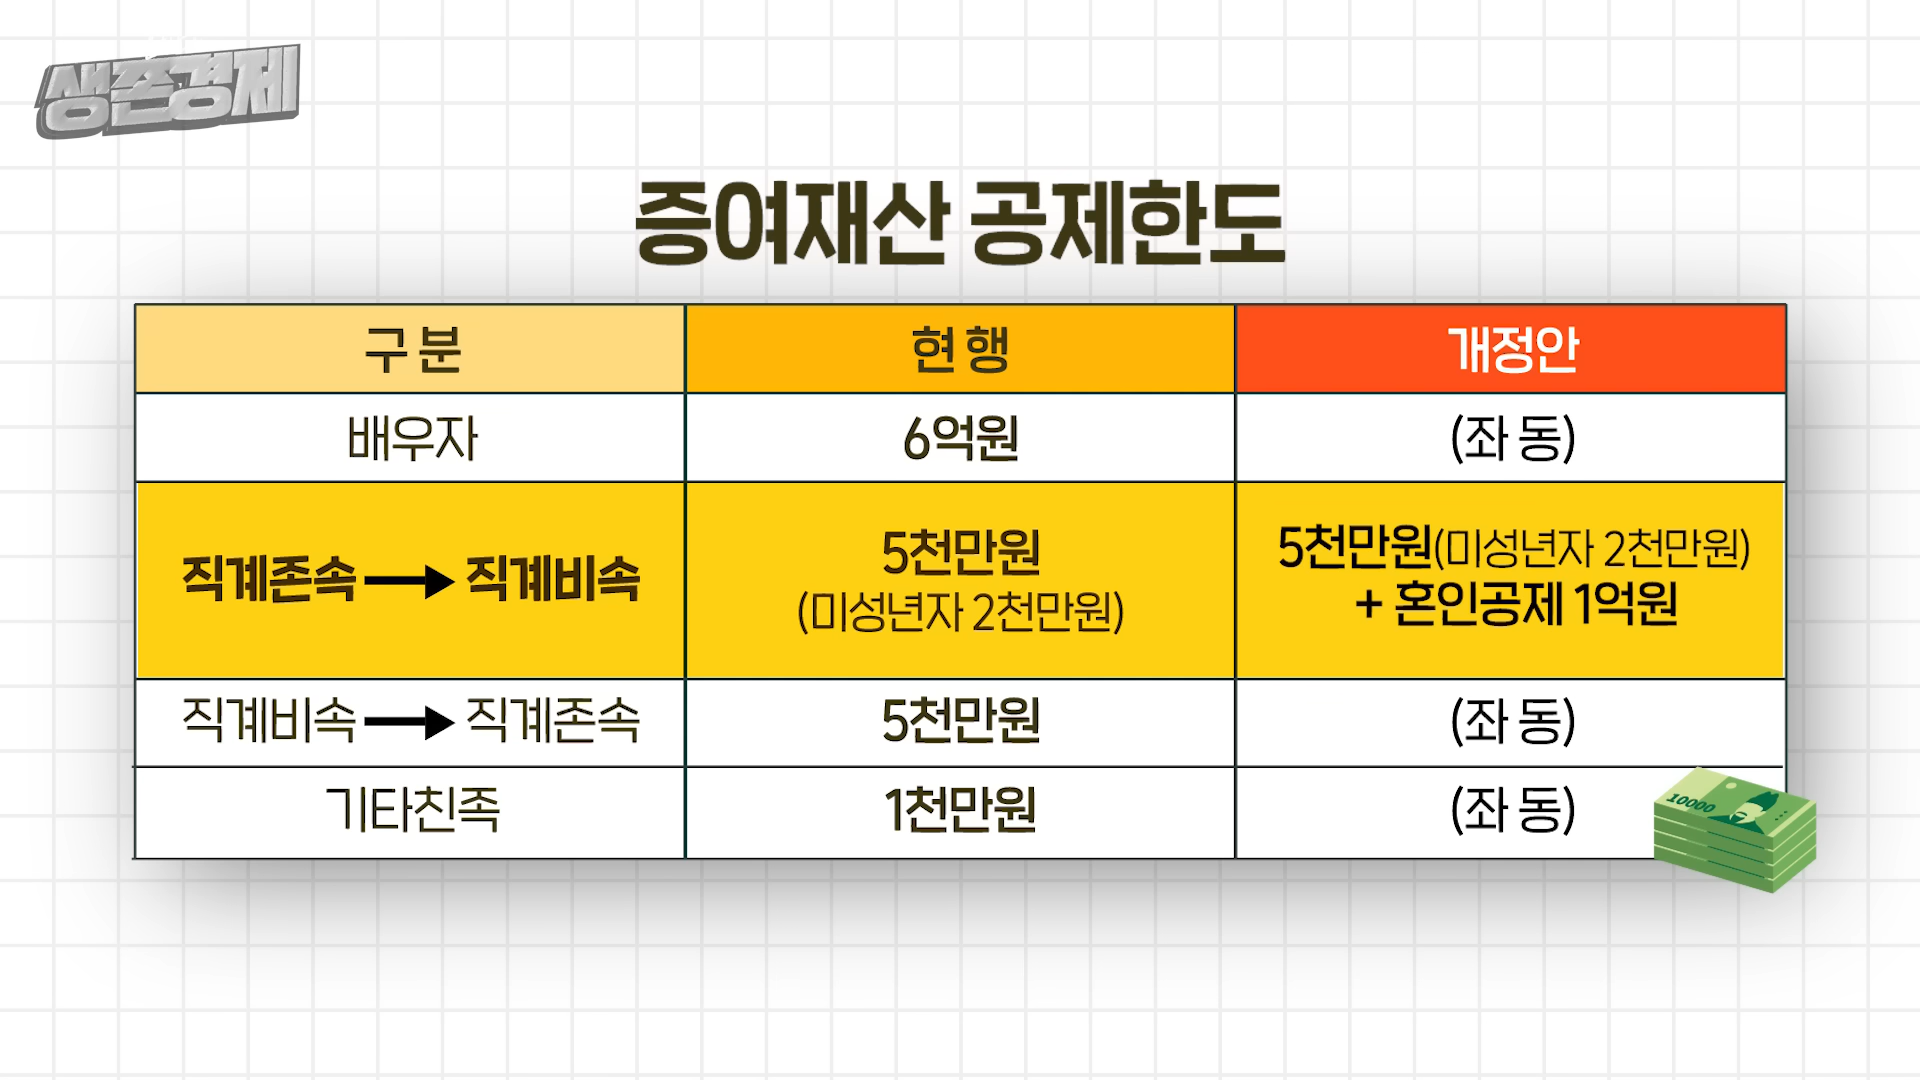 생존경제
증여재산 공제한도
구 분
현 행
개정안
배우자
6억원
(좌 동)
직계존속 → 직계비속
5천만원
(미성년자 2천만원)
5천만원(미성년자 2천만원)
+ 혼인공제 1억원
직계비속 → 직계존속
5천만원
(좌 동)
기타친족
1천만원
(좌 동)
10000